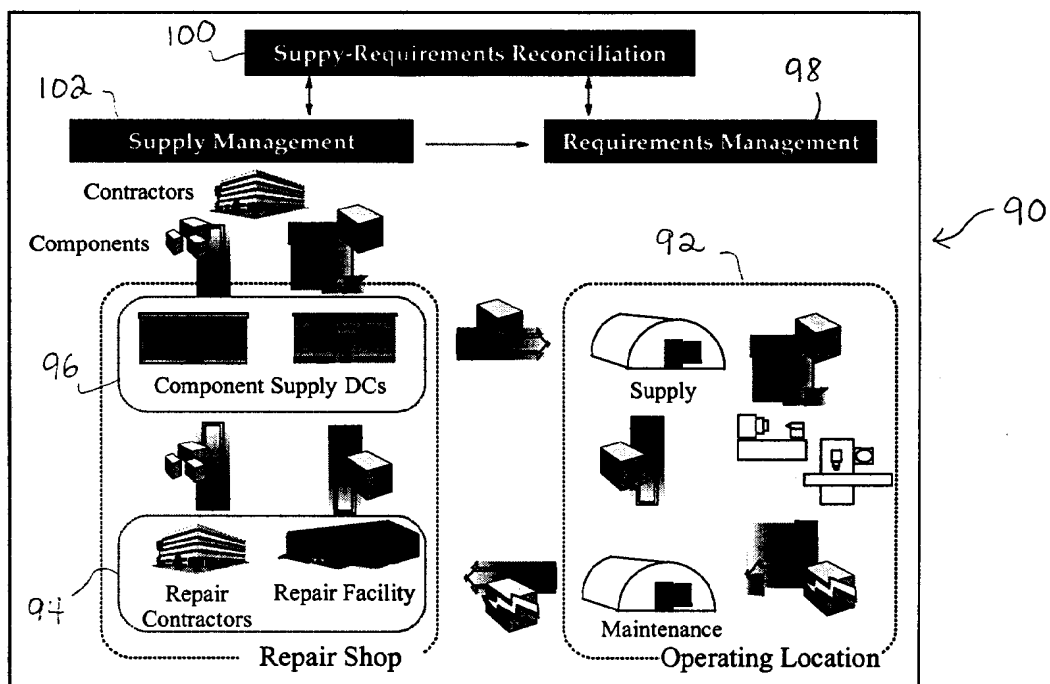 100
Suppy-Requirements Reconciliation
102
98
Supply Management
Requirements Management
Contractors
Components
90
92
96
Component Supply DCs
Supply
94
Repair Contractors
Repair Facility
Maintenance
Repair Shop
Operating Location